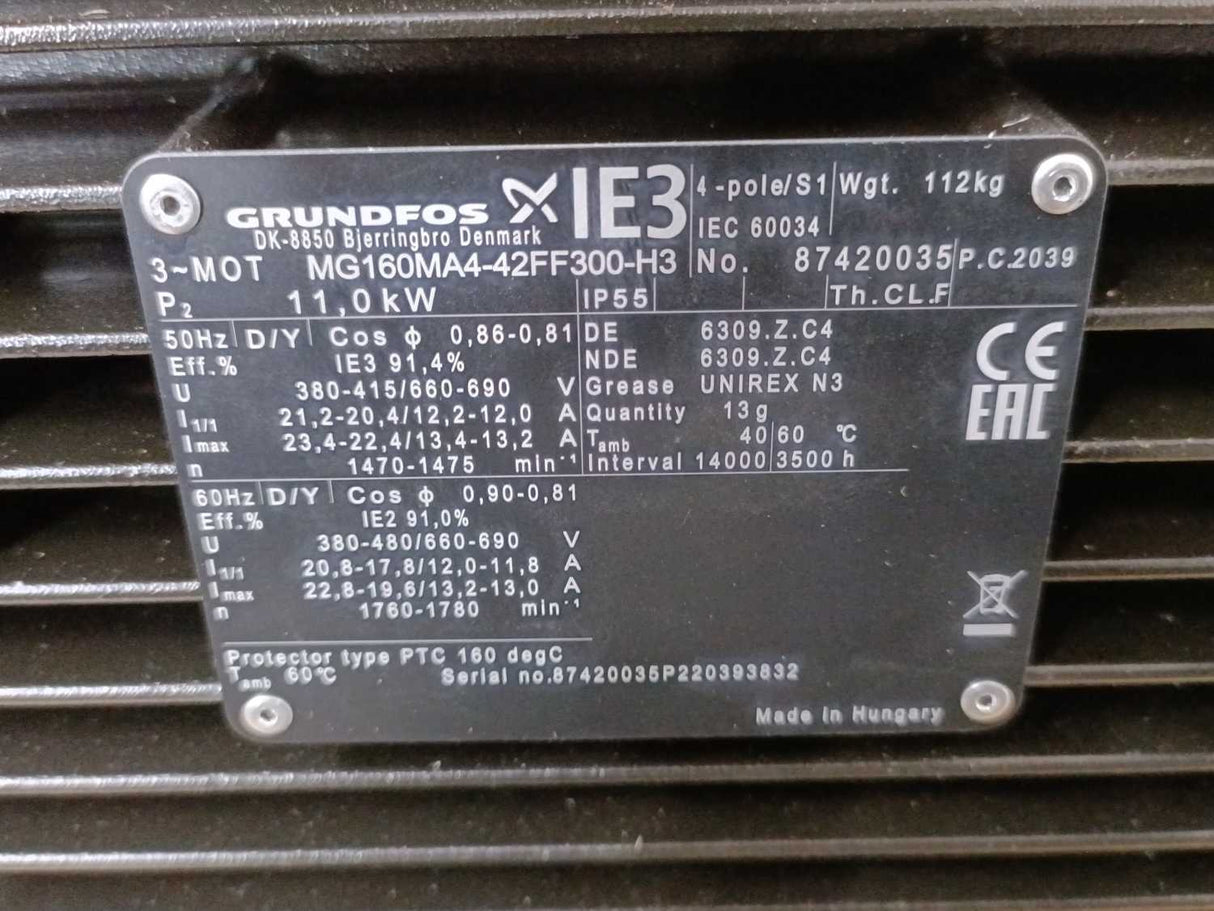 GRUNDFOS IE3 4-pole/S1 Wgt. 112kg
DK-8850 Bjerringbro Denmark IEC 60034
3~MOT MG160MA4-42FF300-H3 No. 87420035 P.C.2039
P2 11,0 kW IP55 Th.CL.F
50Hz D/Y Cos ϕ 0,86-0,81
Eff.% IE3 91,4%
U 380-415/660-690 V
I1/1 21,2-20,4/12,2-12,0 A
Imax 23,4-22,4/13,4-13,2 A
n 1470-1475 min⁻¹
DE 6309.Z.C4
NDE 6309.Z.C4
Grease UNIREX N3
Quantity 13 g
Tamb 40 60 °C
Interval 14000 3500 h
CE
EAC
60Hz D/Y Cos ϕ 0,90-0,81
Eff.% IE2 91,0%
U 380-480/660-690 V
I1/1 20,8-17,8/12,0-11,8 A
Imax 22,8-19,6/13,2-13,0 A
n 1760-1780 min⁻¹
Protector type PTC 160 degC
Tamb 60°C Serial no.87420035P220393832
Made in Hungary